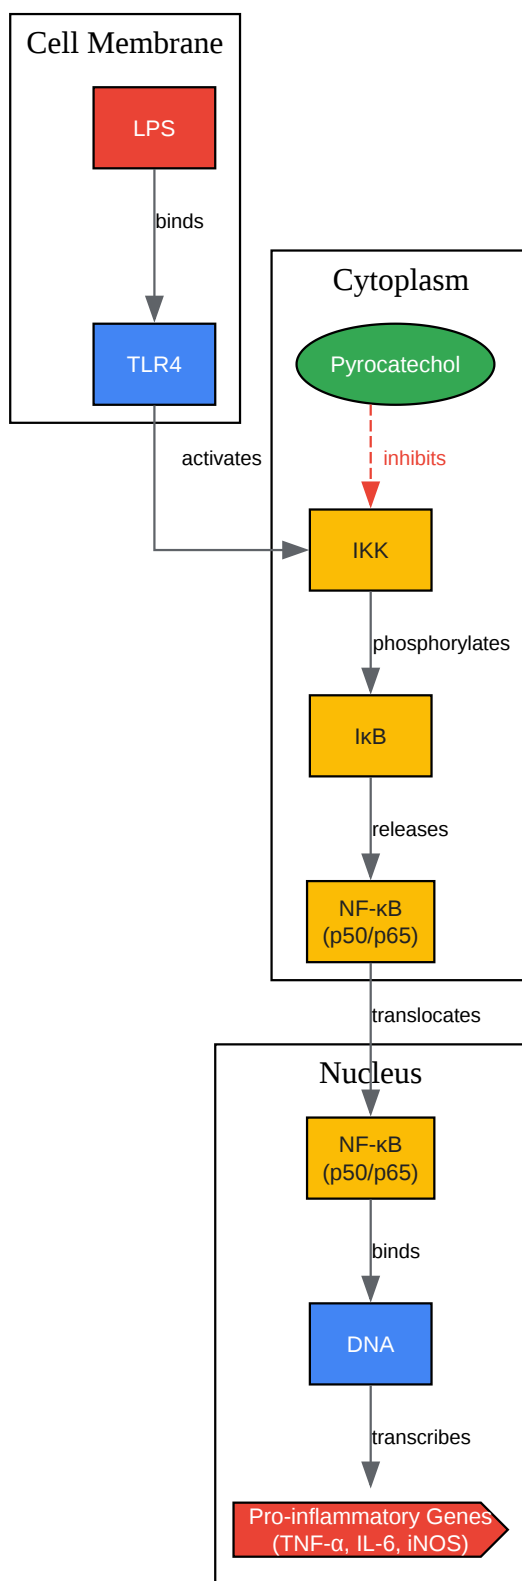 Cell Membrane
LPS
binds
TLR4
activates
Cytoplasm
Pyrocatechol
inhibits
IKK
phosphorylates
IκB
releases
NF-κB
(p50/p65)
translocates
Nucleus
NF-κB
(p50/p65)
binds
DNA
transcribes
Pro-inflammatory Genes
(TNF-α, IL-6, iNOS)